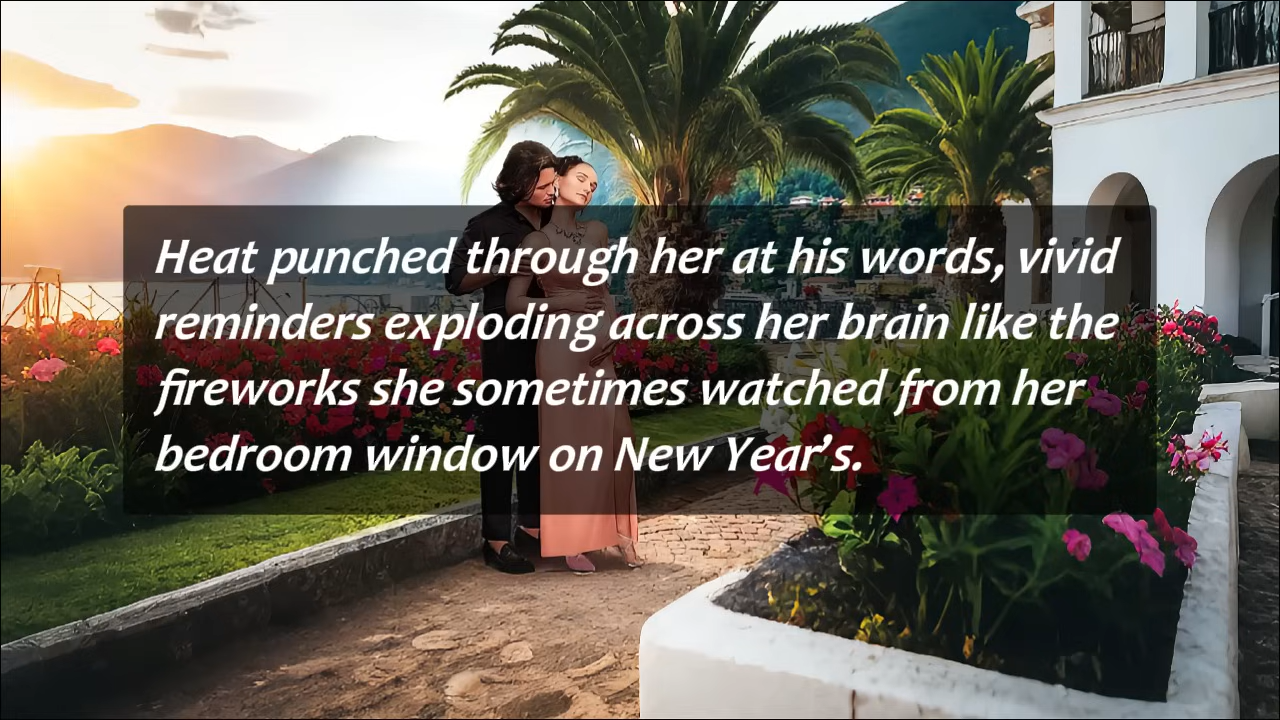 Heat punched through her at his words, vivid
reminders exploding across her brain like the
fireworks she sometimes watched from her
bedroom window on New Year’s.